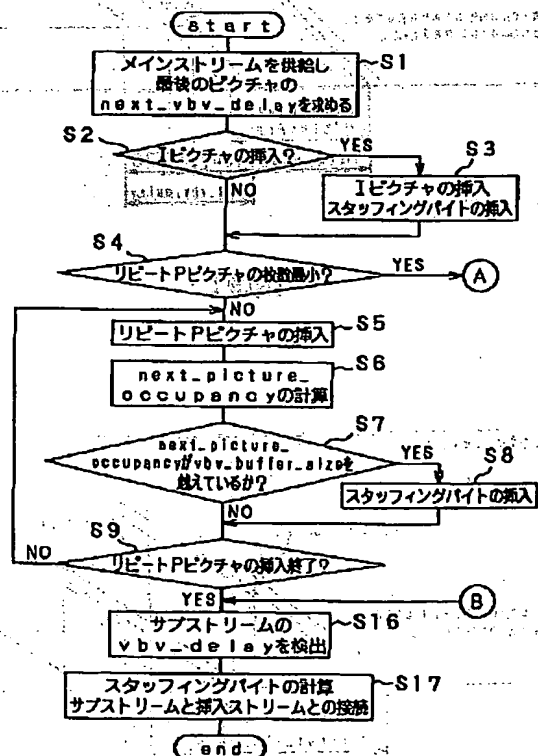 start
メインストリームを供給し
最後のピクチャの
next_vbv_delayを求める
S1
S2
Iピクチャの挿入?
YES
S3
Iピクチャの挿入
スタッフィングバイトの挿入
NO
S4
リピートPピクチャの枚数最小?
YES
A
NO
リピートPピクチャの挿入
S5
S6
next_picture_
occupancyの計算
S7
next_picture_
occupancyがvbv_buffer_sizeを
越えているか?
YES
S8
スタッフィングバイトの挿入
NO
S9
NO
リピートPピクチャの挿入終了?
YES
B
サブストリームの
vbv_delayを検出
S16
スタッフィングバイトの計算
サブストリームと挿入ストリームとの接続
S17
end